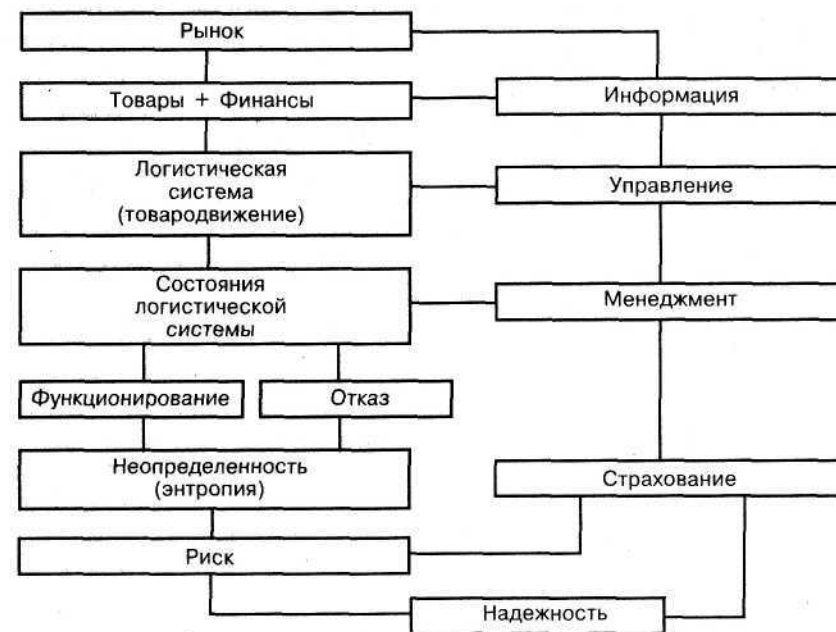 Рынок
Товары + Финансы
Информация
Логистическая
система
(товародвижение)
Управление
Состояния
логистической
системы
Менеджмент
Функционирование
Отказ
Неопределенность
(энтропия)
Страхование
Риск
Надежность